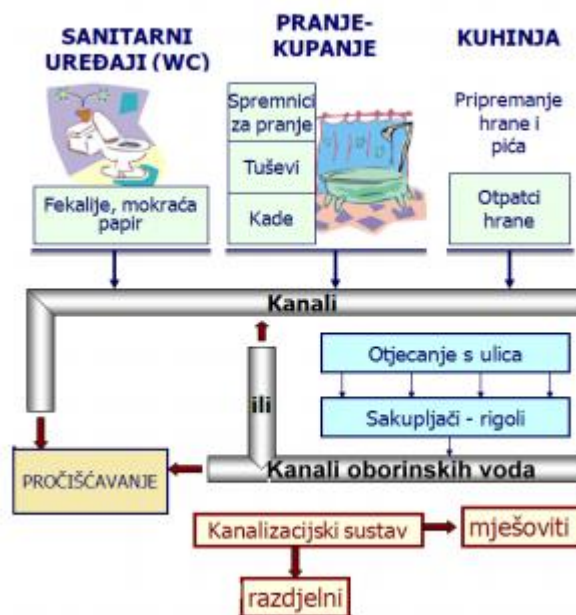 SANITARNI
UREĐAJI (WC)
PRANJE-
KUPANJE
KUHINJA
Spremnici
za pranje
Tuševi
Kade
Pripremanje
hrane i
pića
Fekalije, mokraća
papir
Otpatci
hrane
Kanali
ili
Otjecanje s ulica
Sakupljači - rigoli
Kanali oborinskih voda
PROČIŠĆAVANJE
Kanalizacijski sustav
mješoviti
razdjelni